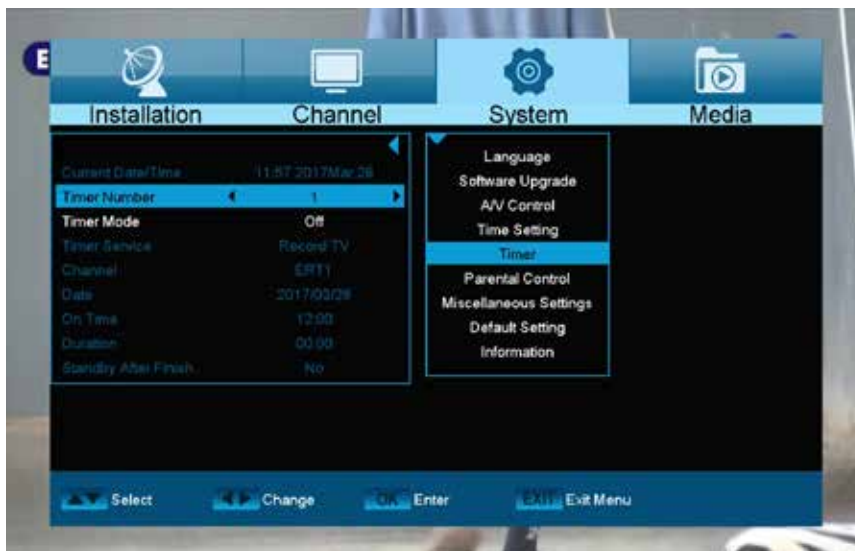 E
Installation
Channel
System
Media
Current Date/Time 11:57 2017Mar 28
Timer Number 1
Timer Mode Off
Timer Service Record TV
Channel ERT1
Date 2017/03/28
On Time 12:00
Duration 00:00
Standby After Finish No
Language
Software Upgrade
A/V Control
Time Setting
Timer
Parental Control
Miscellaneous Settings
Default Setting
Information
Select
Change
OK Enter
EXIT Exit Menu